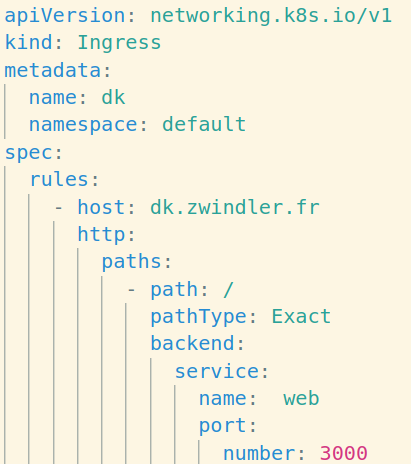 apiVersion: networking.k8s.io/v1
kind: Ingress
metadata:
  name: dk
  namespace: default
spec:
  rules:
    - host: dk.zwindler.fr
      http:
        paths:
          - path: /
            pathType: Exact
            backend:
              service:
                name:  web
                port:
                  number: 3000